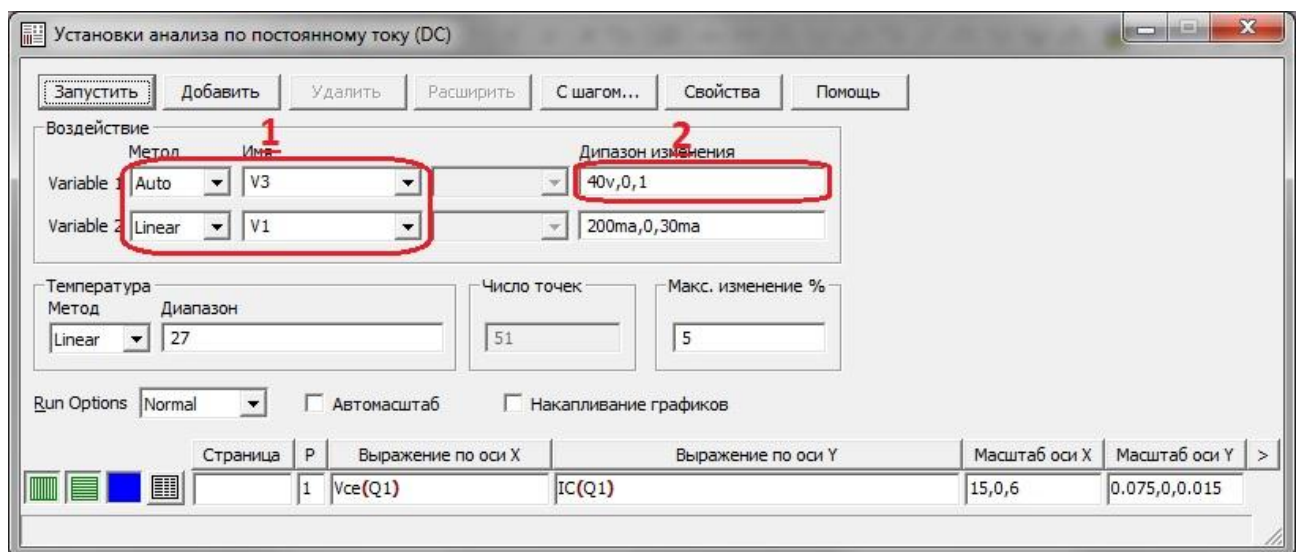 Установки анализа по постоянному току (DC)
Запустить Добавить Удалить Расширить С шагом... Свойства Помощь
Воздействие
1 2
Метод Имя Дипазон изменения
Variable 1 Auto V3 40v,0,1
Variable 2 Linear V1 200ma,0,30ma
Температура Число точек Макс. изменение %
Метод Диапазон
Linear 27 51 5
Run Options Normal Автомасштаб Накапливание графиков
Страница P Выражение по оси X Выражение по оси Y Масштаб оси X Масштаб оси Y >
1 Vce(Q1) IC(Q1) 15,0,6 0.075,0,0.015